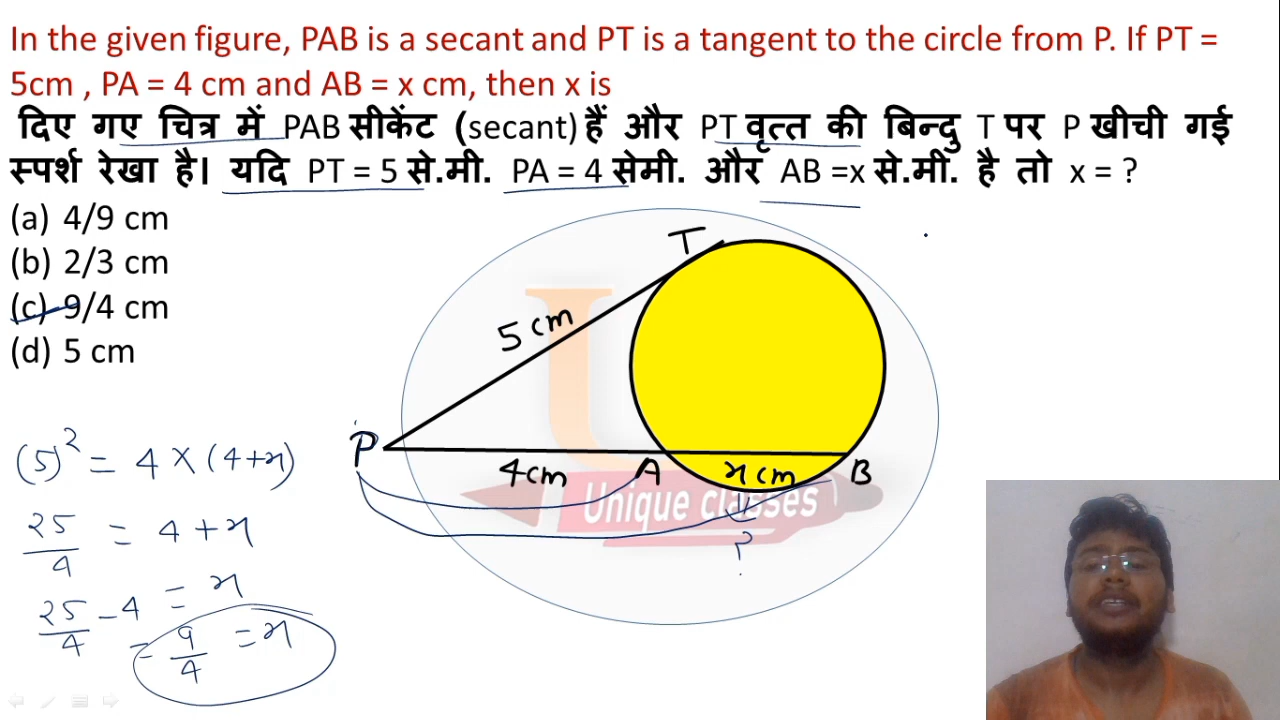 In the given figure, PAB is a secant and PT is a tangent to the circle from P. If PT =
5cm , PA = 4 cm and AB = x cm, then x is
दिए गए चित्र में PAB सीकेंट (secant) हैं और PT वृत्त की बिन्दु T पर P खीची गई
स्पर्श रेखा है। यदि PT = 5 से.मी. PA = 4 सेमी. और AB =x से.मी. है तो x = ?
(a) 4/9 cm
(b) 2/3 cm
(c) 9/4 cm
(d) 5 cm
T
5 cm
P
4cm
A
x cm
B
?
Unique classes
(5)² = 4 × (4+x)
25/4 = 4 + x
25/4 - 4 = x
= 9/4 = x